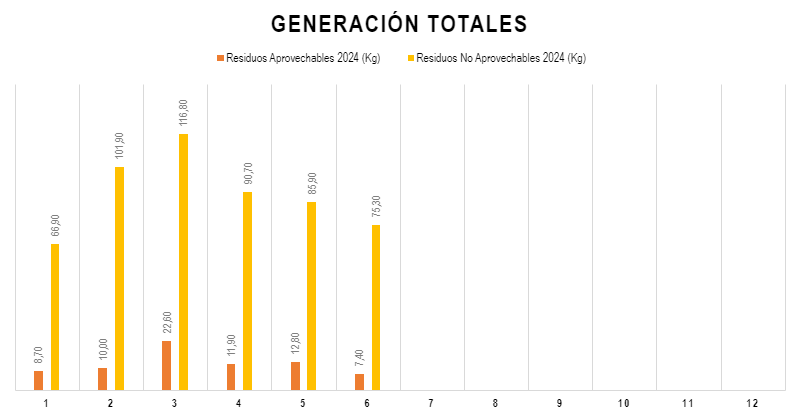 GENERACIÓN TOTALES
Residuos Aprovechables 2024 (Kg) Residuos No Aprovechables 2024 (Kg)
8,70 66,90 10,00 101,90 22,60 116,80 11,90 90,70 12,80 85,90 7,40 75,30
1 2 3 4 5 6 7 8 9 10 11 12